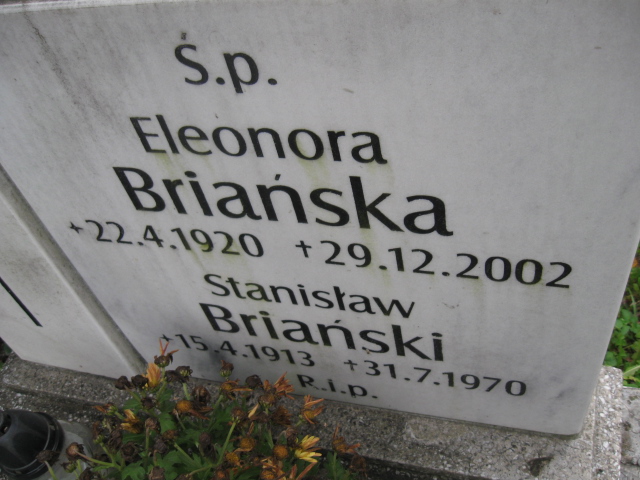 Ś.p.
Eleonora
Briańska
*22.4.1920 †29.12.2002
Stanisław
Briański
*15.4.1913 †31.7.1970
R.i.p.